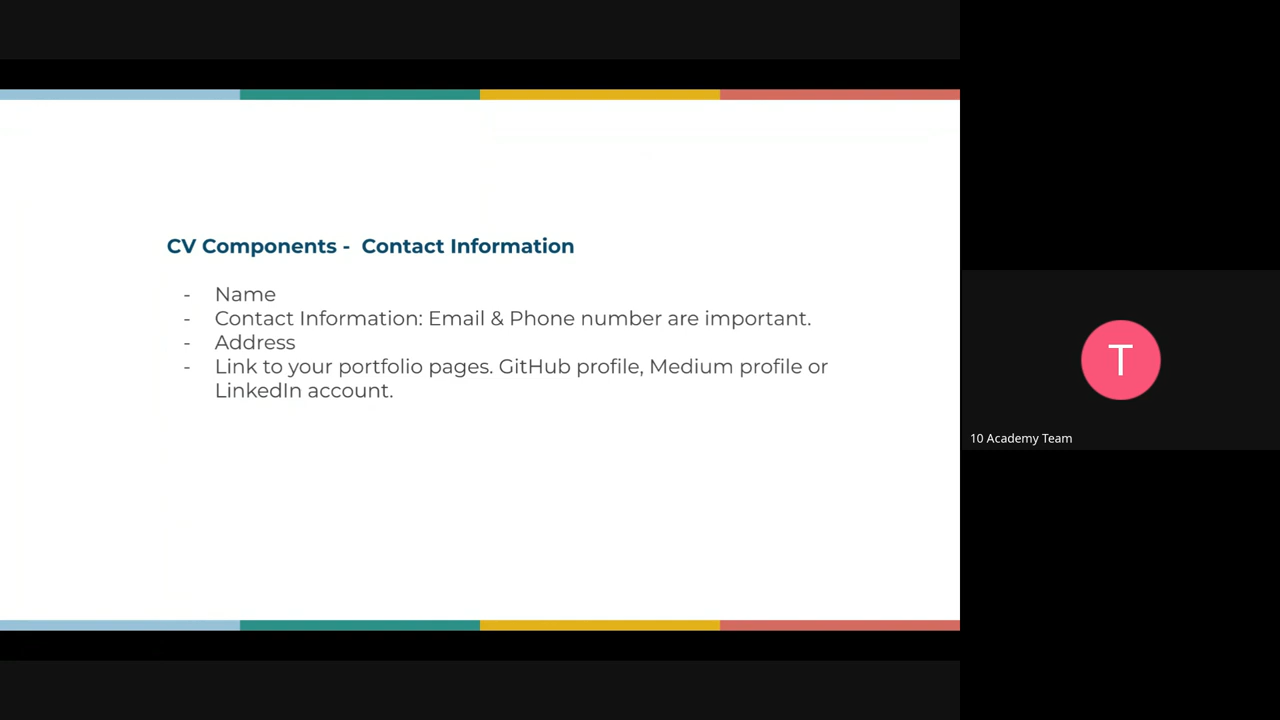 CV Components - Contact Information
- Name
- Contact Information: Email & Phone number are important.
- Address
- Link to your portfolio pages. GitHub profile, Medium profile or
LinkedIn account.
T
10 Academy Team